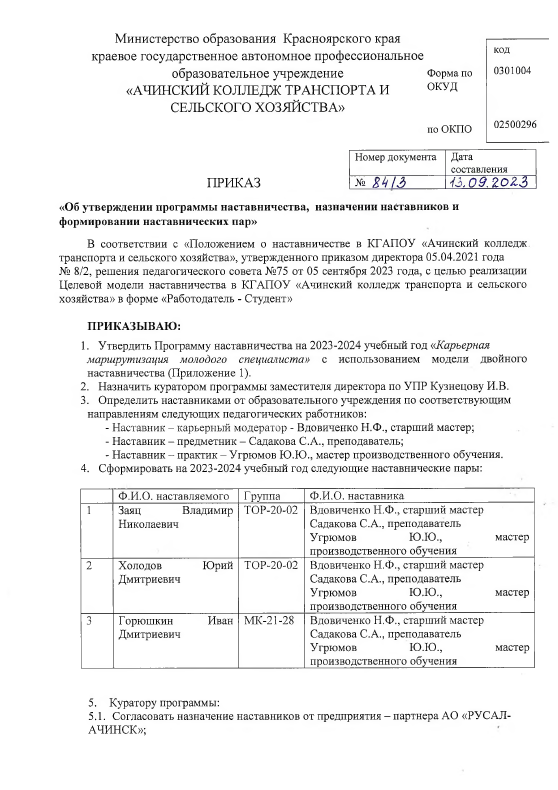 Министерство образования Красноярского края
краевое государственное автономное профессиональное
образовательное учреждение
«АЧИНСКИЙ КОЛЛЕДЖ ТРАНСПОРТА И
СЕЛЬСКОГО ХОЗЯЙСТВА»
код
Форма по ОКУД 0301004
по ОКПО 02500296
Номер документа Дата составления
№ 84/3 13.09.2023
ПРИКАЗ
«Об утверждении программы наставничества, назначении наставников и
формировании наставнических пар»
В соответствии с «Положением о наставничестве в КГАПОУ «Ачинский колледж
транспорта и сельского хозяйства», утвержденного приказом директора 05.04.2021 года
№ 8/2, решения педагогического совета №75 от 05 сентября 2023 года, с целью реализации
Целевой модели наставничества в КГАПОУ «Ачинский колледж транспорта и сельского
хозяйства» в форме «Работодатель - Студент»
ПРИКАЗЫВАЮ:
1. Утвердить Программу наставничества на 2023-2024 учебный год «Карьерная
маршрутизация молодого специалиста» с использованием модели двойного
наставничества (Приложение 1).
2. Назначить куратором программы заместителя директора по УПР Кузнецову И.В.
3. Определить наставниками от образовательного учреждения по соответствующим
направлениям следующих педагогических работников:
- Наставник – карьерный модератор - Вдовиченко Н.Ф., старший мастер;
- Наставник – предметник – Садакова С.А., преподаватель;
- Наставник – практик – Угрюмов Ю.Ю., мастер производственного обучения.
4. Сформировать на 2023-2024 учебный год следующие наставнические пары:
Ф.И.О. наставляемого Группа Ф.И.О. наставника
1 Заяц Владимир ТОР-20-02 Вдовиченко Н.Ф., старший мастер
Николаевич Садакова С.А., преподаватель
Угрюмов Ю.Ю., мастер
производственного обучения
2 Холодов Юрий ТОР-20-02 Вдовиченко Н.Ф., старший мастер
Дмитриевич Садакова С.А., преподаватель
Угрюмов Ю.Ю., мастер
производственного обучения
3 Горюшкин Иван МК-21-28 Вдовиченко Н.Ф., старший мастер
Дмитриевич Садакова С.А., преподаватель
Угрюмов Ю.Ю., мастер
производственного обучения
5. Куратору программы:
5.1. Согласовать назначение наставников от предприятия – партнера АО «РУСАЛ-
АЧИНСК»;